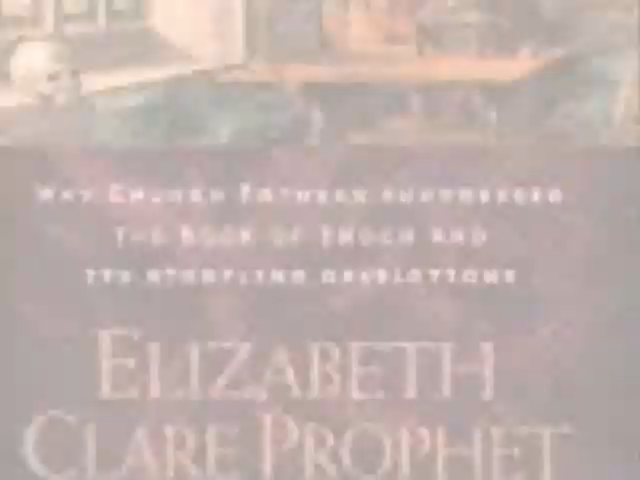 WHY CHURCH FATHERS SUPPRESSED
THE BOOK OF ENOCH AND
ITS STARTLING REVELATIONS
ELIZABETH
CLARE PROPHET